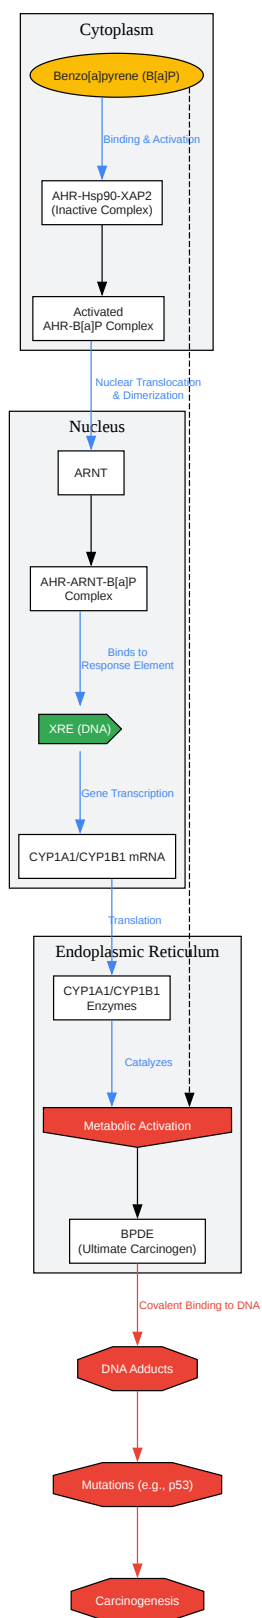 Cytoplasm
Benzo[a]pyrene (B[a]P)
Binding & Activation
AHR-Hsp90-XAP2
(Inactive Complex)
Activated
AHR-B[a]P Complex
Nuclear Translocation
& Dimerization
Nucleus
ARNT
AHR-ARNT-B[a]P
Complex
Binds to
Response Element
XRE (DNA)
Gene Transcription
CYP1A1/CYP1B1 mRNA
Translation
Endoplasmic Reticulum
CYP1A1/CYP1B1
Enzymes
Catalyzes
Metabolic Activation
BPDE
(Ultimate Carcinogen)
Covalent Binding to DNA
DNA Adducts
Mutations (e.g., p53)
Carcinogenesis